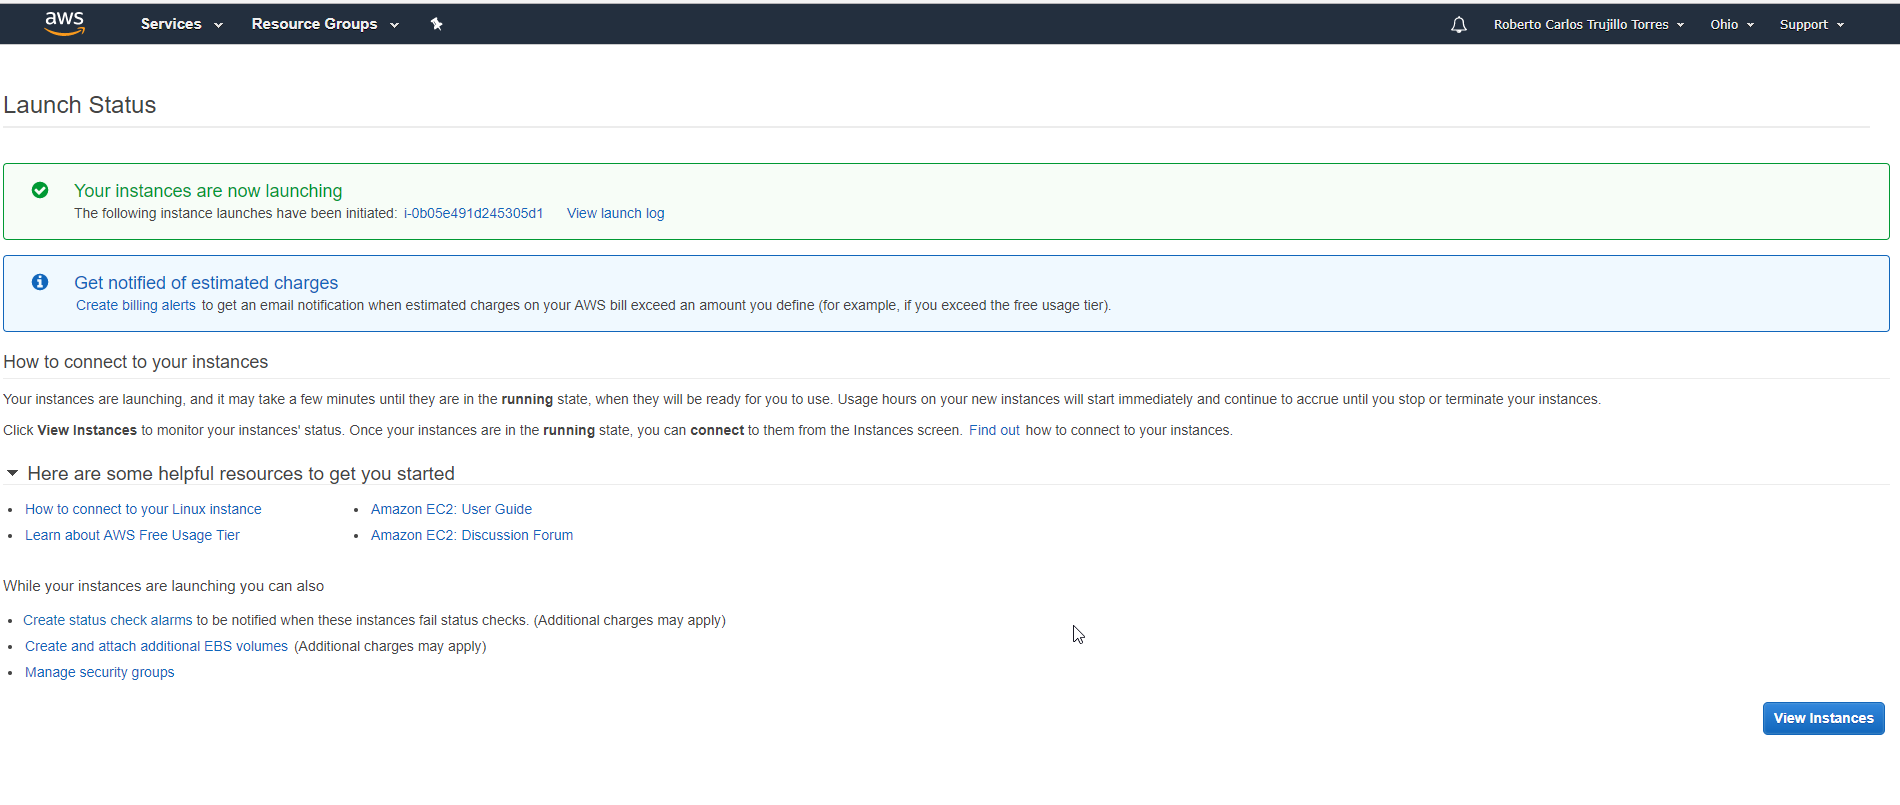 aws Services Resource Groups Roberto Carlos Trujillo Torres Ohio Support
Launch Status
Your instances are now launching
The following instance launches have been initiated: i-0b05e491d245305d1 View launch log
Get notified of estimated charges
Create billing alerts to get an email notification when estimated charges on your AWS bill exceed an amount you define (for example, if you exceed the free usage tier).
How to connect to your instances
Your instances are launching, and it may take a few minutes until they are in the running state, when they will be ready for you to use. Usage hours on your new instances will start immediately and continue to accrue until you stop or terminate your instances.
Click View Instances to monitor your instances' status. Once your instances are in the running state, you can connect to them from the Instances screen. Find out how to connect to your instances.
Here are some helpful resources to get you started
• How to connect to your Linux instance • Amazon EC2: User Guide
• Learn about AWS Free Usage Tier • Amazon EC2: Discussion Forum
While your instances are launching you can also
• Create status check alarms to be notified when these instances fail status checks. (Additional charges may apply)
• Create and attach additional EBS volumes (Additional charges may apply)
• Manage security groups
View Instances